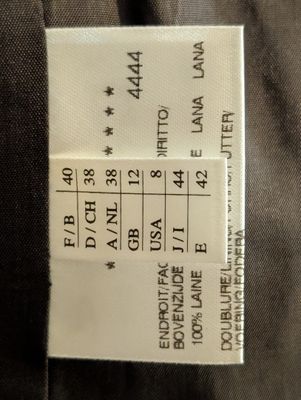 4444
F / B 40
D / CH 38
A / NL 38
GB 12
USA 8
J / I 44
E 42
ENDROIT/FAC DIRITTO/
BOVENZIJDE
100% LAINE LANA LANA
DOUBLURE/
VOERING/FODERA